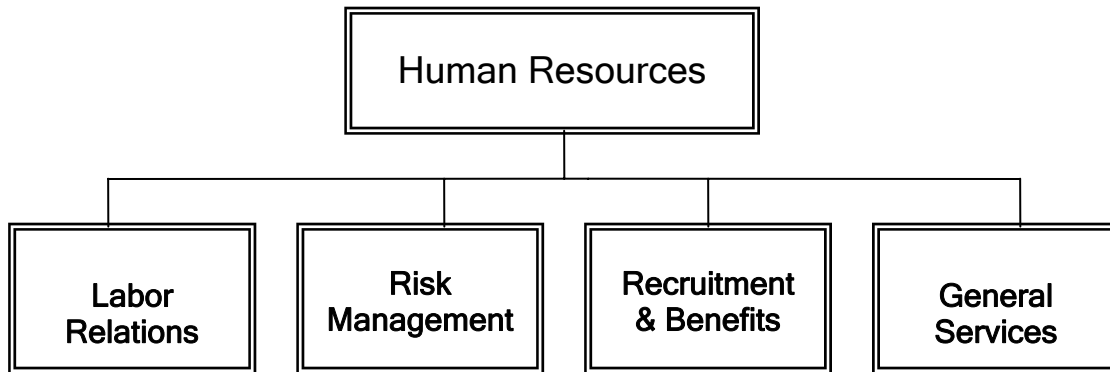 Human Resources
Labor
Relations
Risk
Management
Recruitment
& Benefits
General
Services